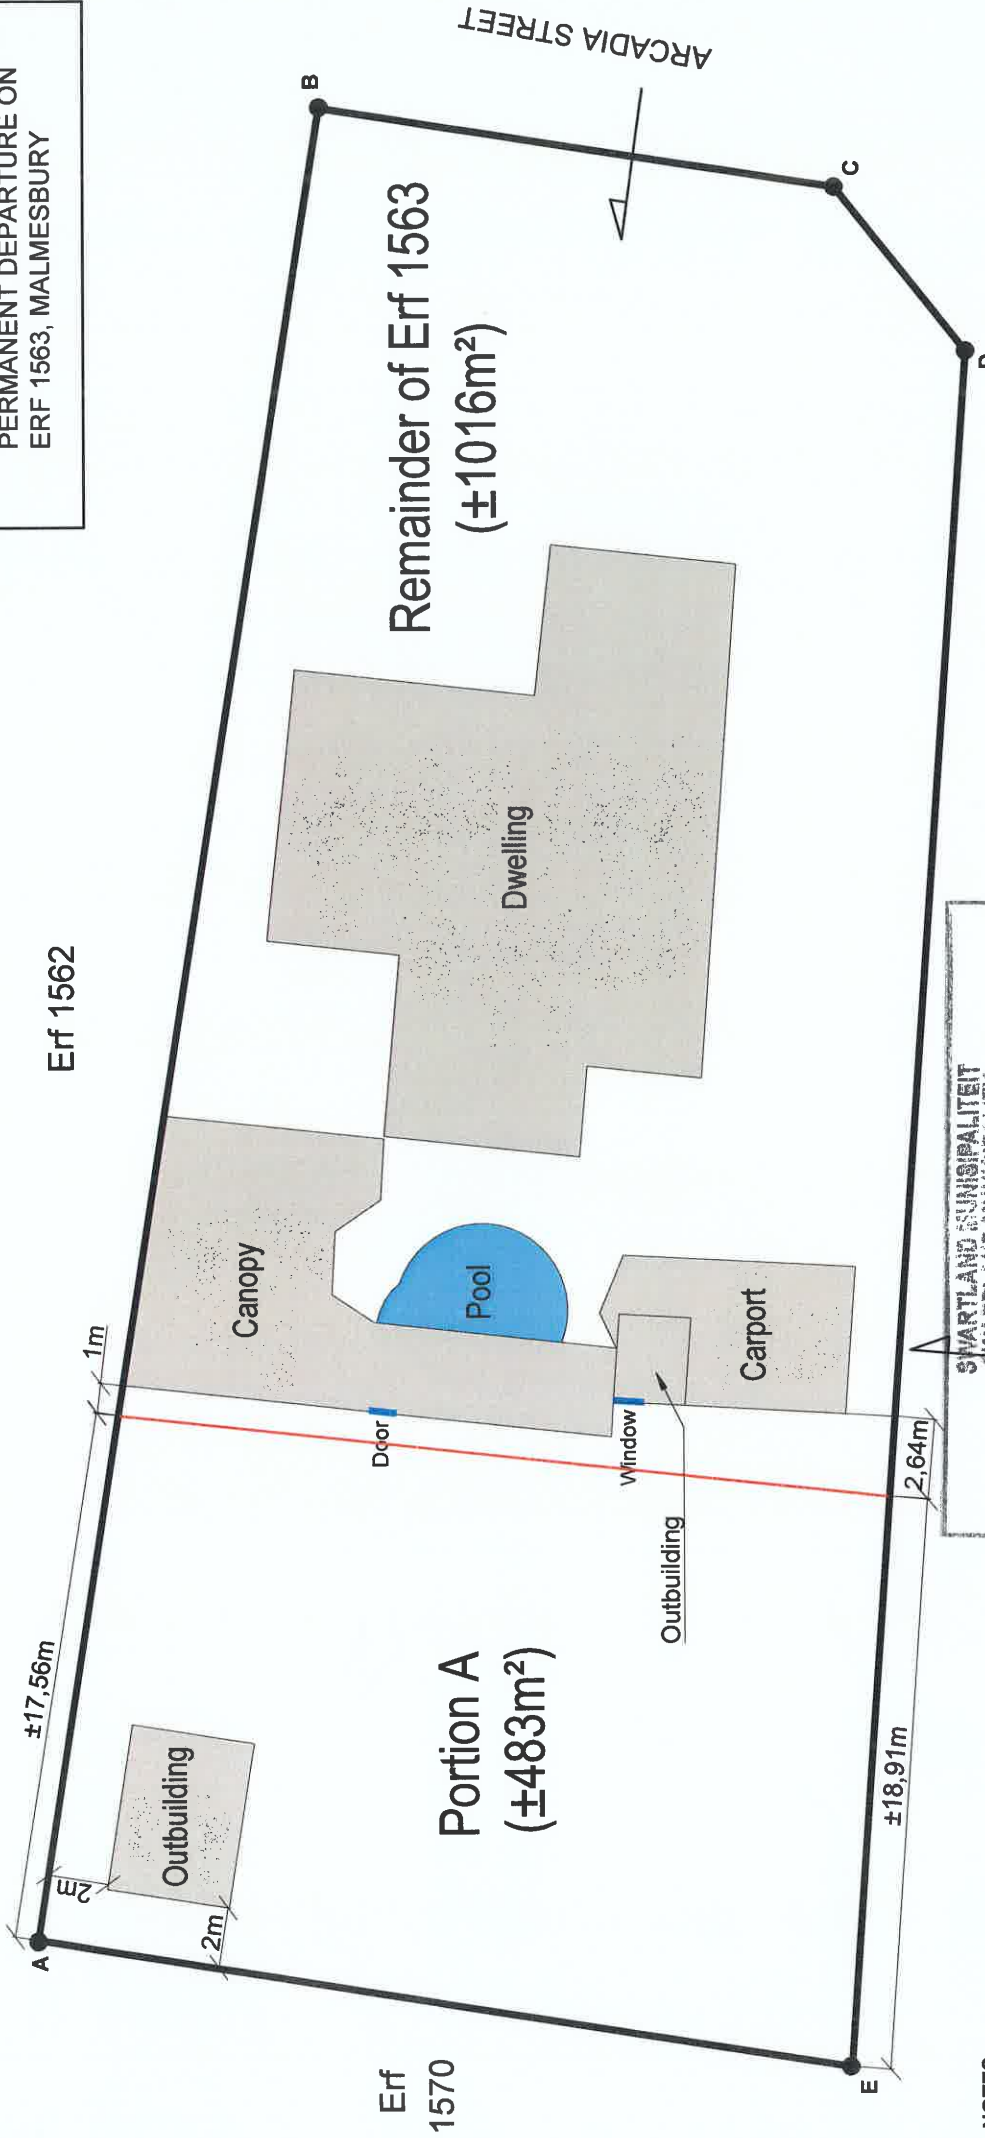 PERMANENT DEPARTURE ON
ERF 1563, MALMESBURY
ARCADIA STREET
Erf 1562
B
C
Remainder of Erf 1563
(±1016m²)
Dwelling
Canopy
Pool
Carport
1m
Door
Window
2,64m
Outbuilding
SWARTLAND MUNISIPALITEIT
±17,56m
Portion A
(±483m²)
Outbuilding
2m
2m
±18,91m
A
E
Erf
1570